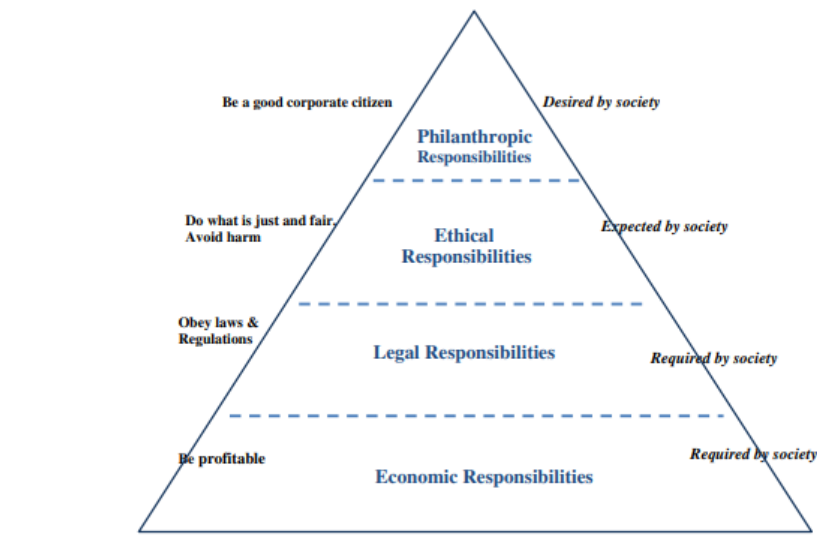 Be a good corporate citizen
Desired by society
Philanthropic
Responsibilities
Do what is just and fair.
Avoid harm
Expected by society
Ethical
Responsibilities
Obey laws &
Regulations
Legal Responsibilities
Required by society
Be profitable
Required by society
Economic Responsibilities